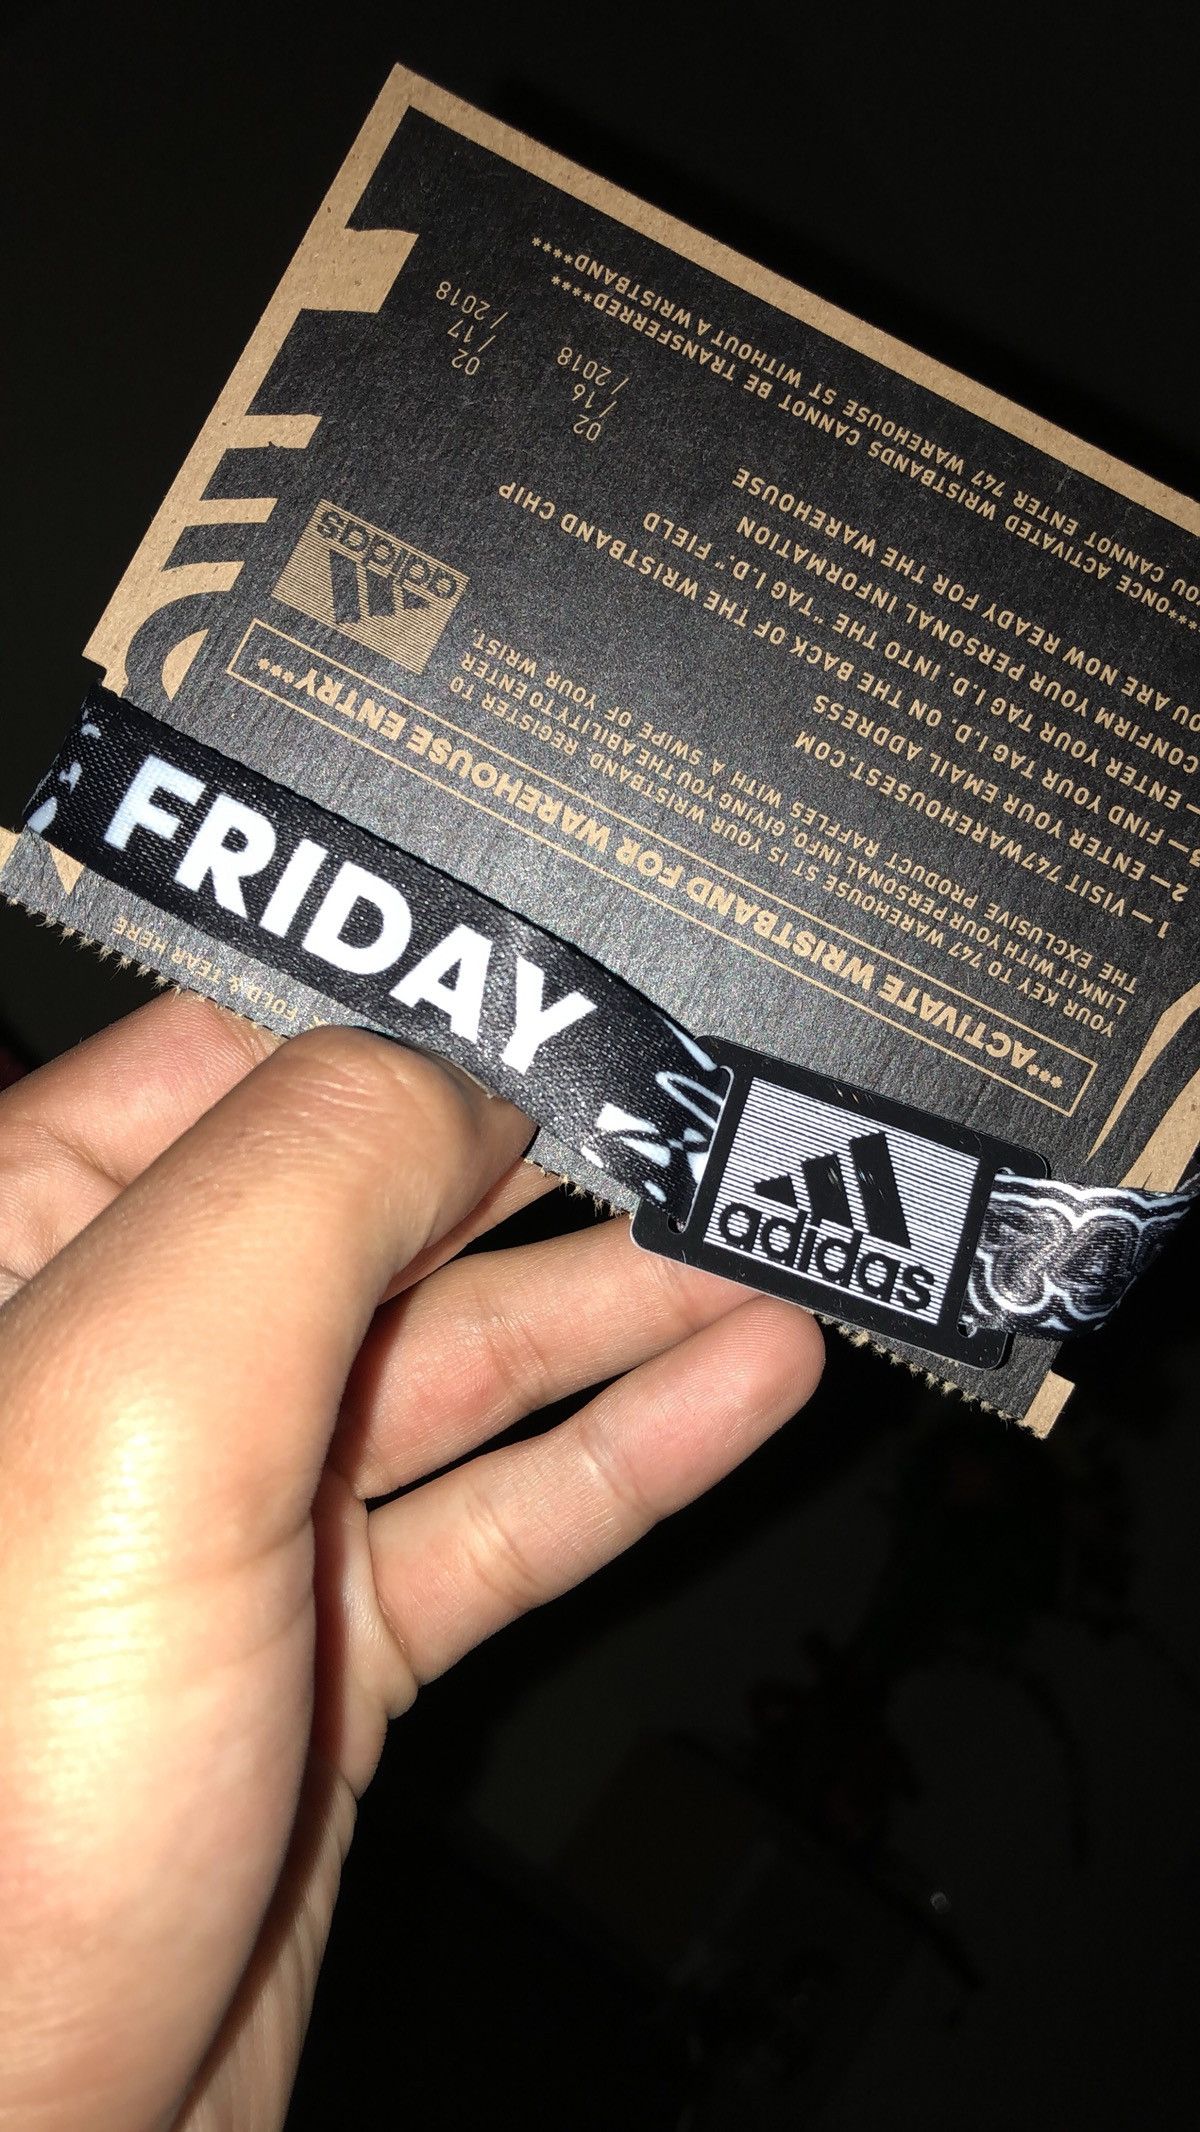 FOLD & TEAR HERE
FRIDAY
adidas
***ACTIVATE WRISTBAND FOR WAREHOUSE ENTRY***
YOUR KEY TO 747 WAREHOUSE ST IS YOUR WRISTBAND. REGISTER TO
LINK IT WITH YOUR PERSONAL INFO, GIVING YOU THE ABILITY TO ENTER
THE EXCLUSIVE PRODUCT RAFFLES WITH A SWIPE OF YOUR WRIST.
adidas
1 — VISIT 747WAREHOUSEST.COM
2 — ENTER YOUR EMAIL ADDRESS
— FIND YOUR TAG I.D. ON THE BACK OF THE WRISTBAND CHIP
— ENTER YOUR TAG I.D. INTO THE "TAG I.D." FIELD
CONFIRM YOUR PERSONAL INFORMATION
OU ARE NOW READY FOR THE WAREHOUSE
02
/16
/2018
02
/17
/2018
****ONCE ACTIVATED WRISTBANDS CANNOT BE TRANSFERRED****
YOU CANNOT ENTER 747 WAREHOUSE ST WITHOUT A WRISTBAND****